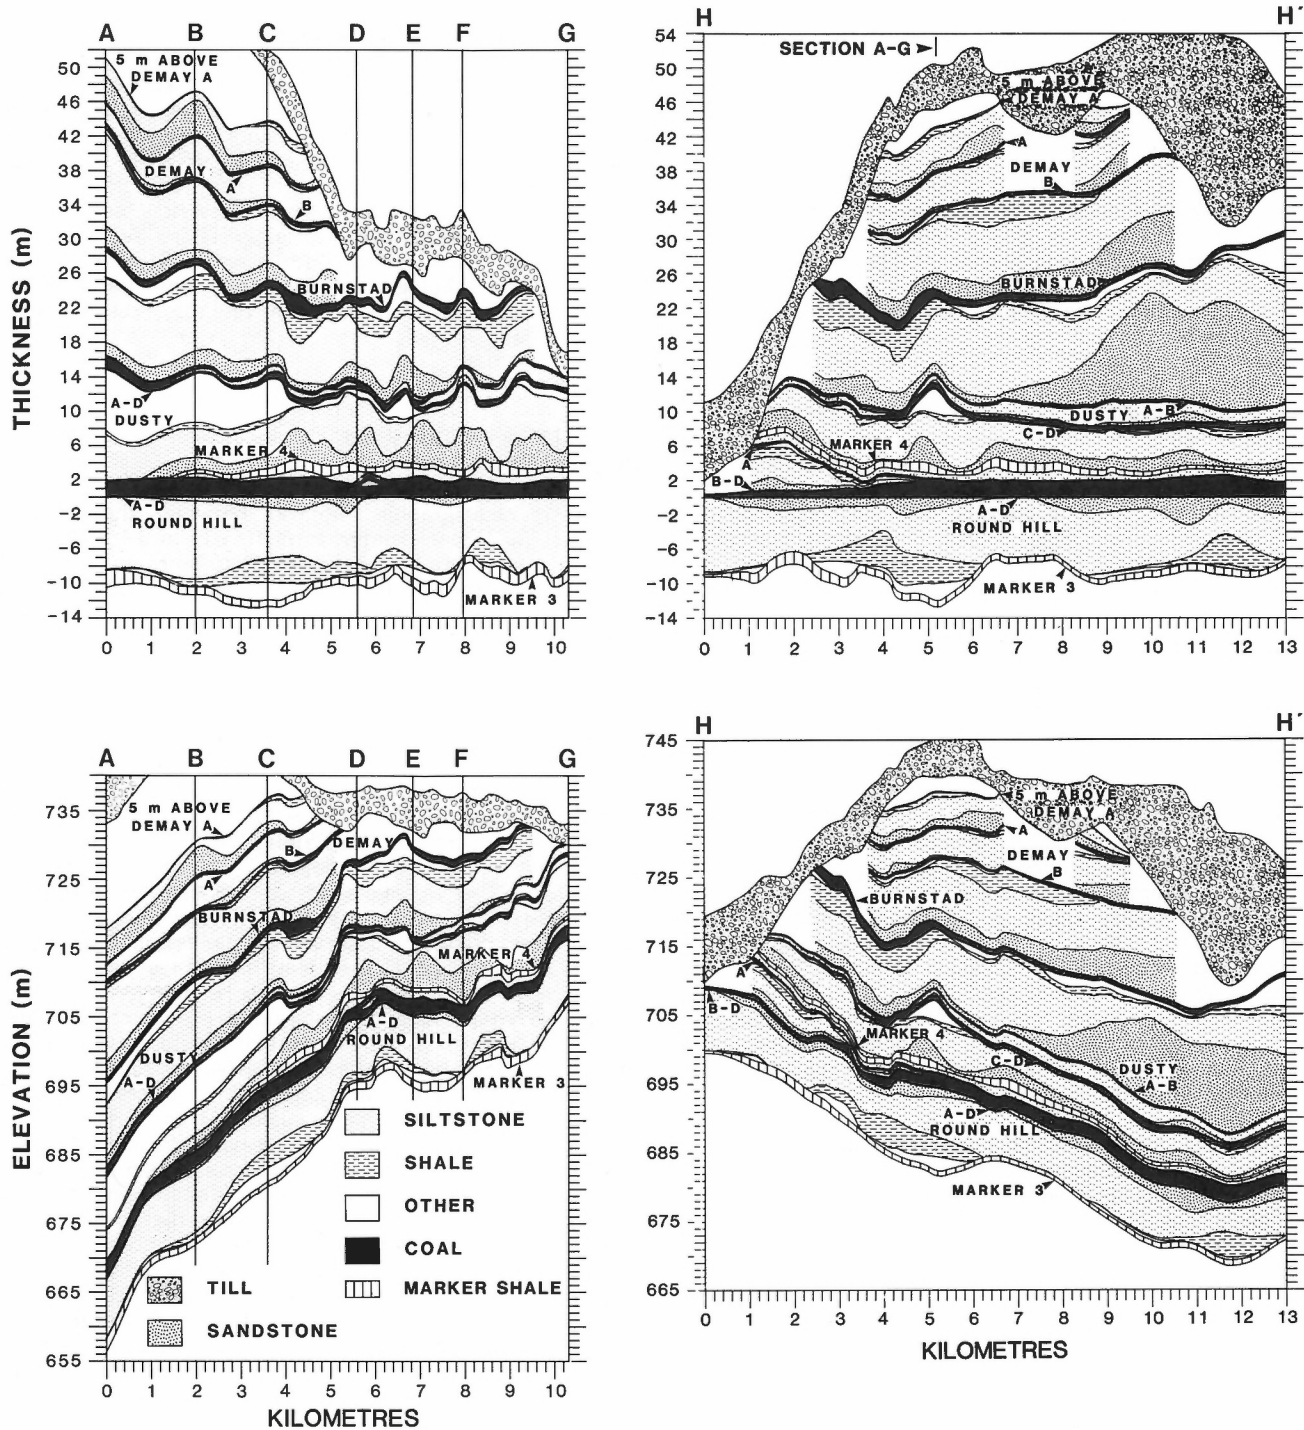 A B C D E F G
THICKNESS (m)
50
46
42
38
34
30
26
22
18
14
10
6
2
-2
-6
-10
-14
5 m ABOVE
DEMAY A
DEMAY
A
B
BURNSTAD
A-D
DUSTY
MARKER 4
A-D
ROUND HILL
MARKER 3
0 1 2 3 4 5 6 7 8 9 10
H H´
54
50
46
42
38
34
30
26
22
18
14
10
6
2
-2
-6
-10
-14
SECTION A-G
5 m ABOVE
DEMAY A
A
DEMAY
B
BURNSTAD
DUSTY A-B
C-D
MARKER 4
A
B-D
A-D
ROUND HILL
MARKER 3
0 1 2 3 4 5 6 7 8 9 10 11 12 13
A B C D E F G
ELEVATION (m)
735
725
715
705
695
685
675
665
655
5 m ABOVE
DEMAY A
DEMAY
B
A
BURNSTAD
MARKER 4
DUSTY
A-D
A-D
ROUND HILL
MARKER 3
SILTSTONE
SHALE
OTHER
COAL
MARKER SHALE
TILL
SANDSTONE
0 1 2 3 4 5 6 7 8 9 10
KILOMETRES
H H´
745
735
725
715
705
695
685
675
665
5 m ABOVE
DEMAY A
A
DEMAY
B
BURNSTAD
A
B-D
MARKER 4
C-D
DUSTY
A-B
A-D
ROUND HILL
MARKER 3
0 1 2 3 4 5 6 7 8 9 10 11 12 13
KILOMETRES